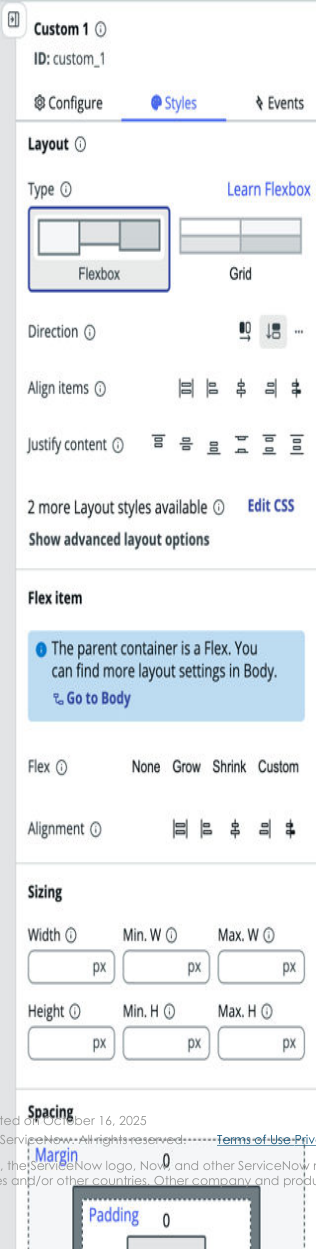 Custom 1
ID: custom_1
Configure Styles Events
Layout
Type Learn Flexbox
Flexbox Grid
Direction
Align items
Justify content
2 more Layout styles available Edit CSS
Show advanced layout options
Flex item
The parent container is a Flex. You
can find more layout settings in Body.
Go to Body
Flex None Grow Shrink Custom
Alignment
Sizing
Width Min. W Max. W
px px px
Height Min. H Max. H
px px px
Spacing
ted on October 16, 2025
ServiceNow. All rights reserved. Terms of Use Priv
Margin 0
, the ServiceNow logo, Now, and other ServiceNow
es and/or other countries. Other company and produ
Padding 0